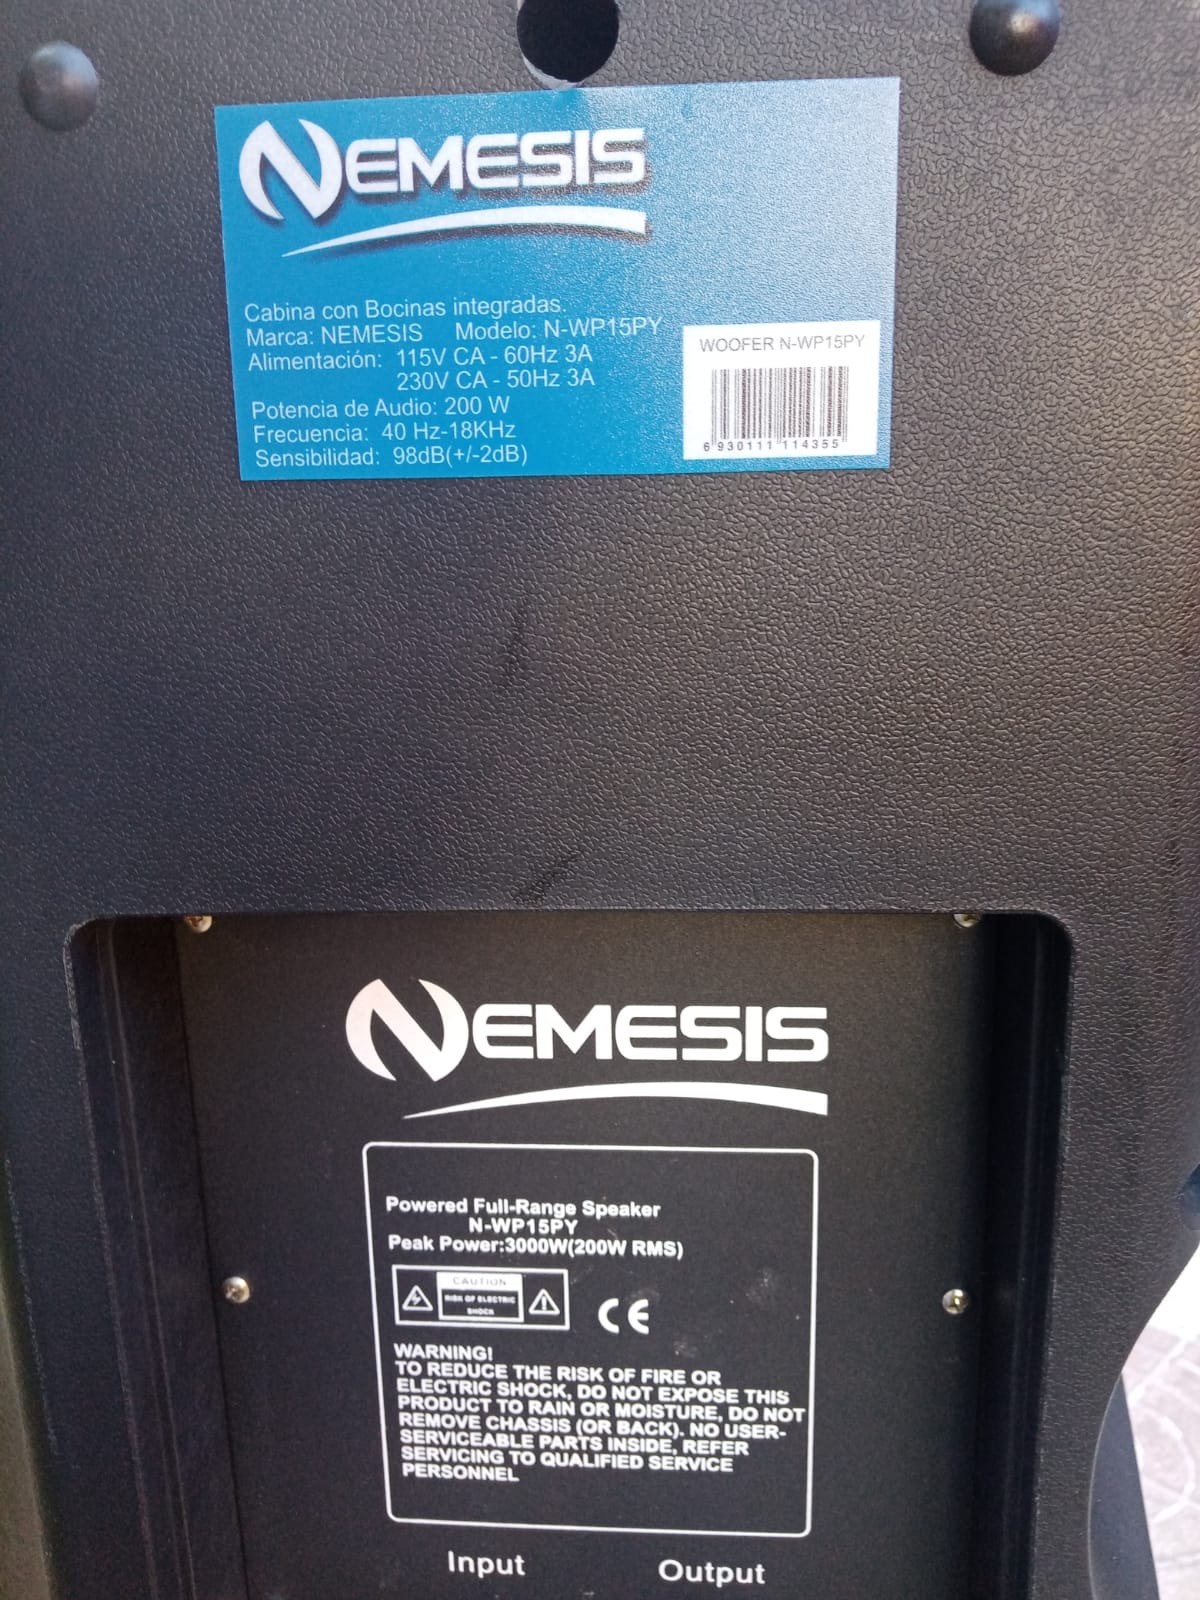 NEMESIS
Cabina con Bocinas integradas.
Marca: NEMESIS Modelo: N-WP15PY
Alimentación: 115V CA - 60Hz 3A
230V CA - 50Hz 3A
Potencia de Audio: 200 W
Frecuencia: 40 Hz-18KHz
Sensibilidad: 98dB(+/-2dB)
WOOFER N-WP15PY
6 930111 114355
NEMESIS
Powered Full-Range Speaker
N-WP15PY
Peak Power:3000W(200W RMS)
CAUTION
RISK OF ELECTRIC
SHOCK
CE
WARNING!
TO REDUCE THE RISK OF FIRE OR
ELECTRIC SHOCK, DO NOT EXPOSE THIS
PRODUCT TO RAIN OR MOISTURE, DO NOT
REMOVE CHASSIS (OR BACK). NO USER-
SERVICEABLE PARTS INSIDE, REFER
SERVICING TO QUALIFIED SERVICE
PERSONNEL
Input Output